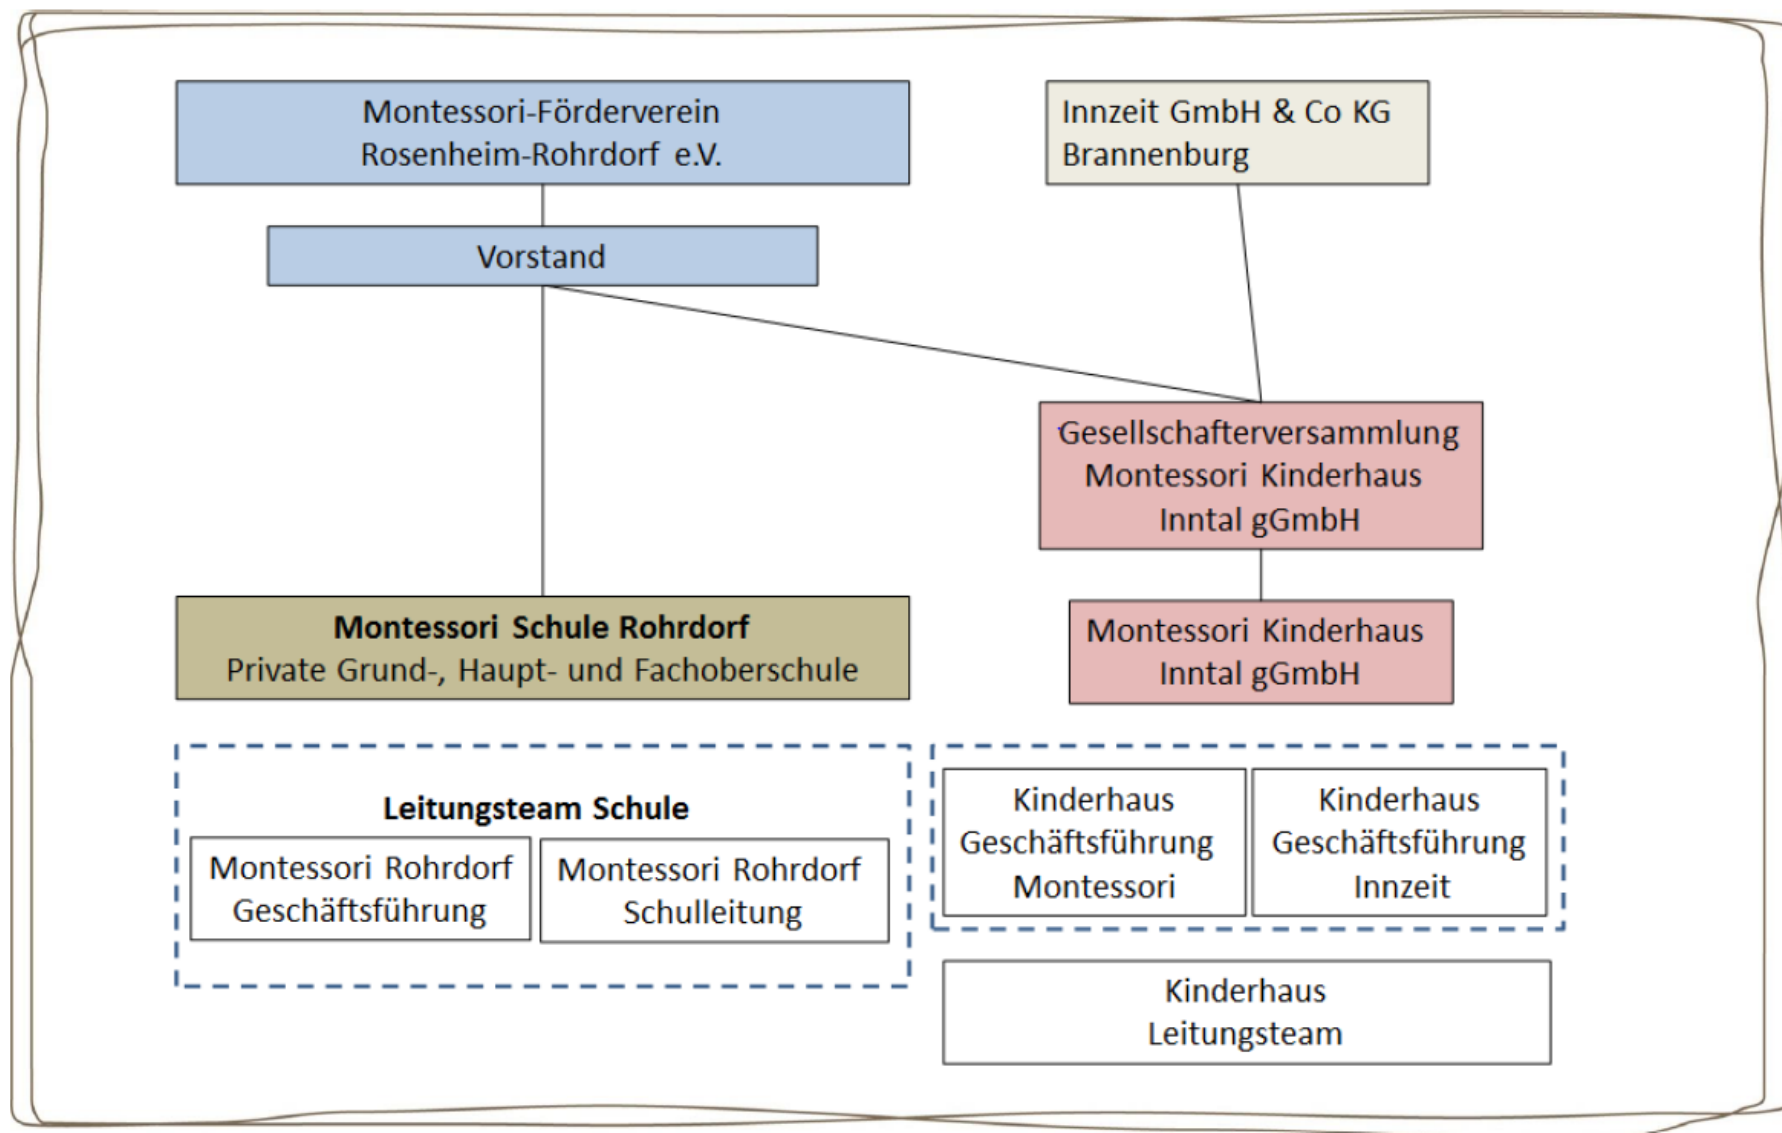 Montessori-Förderverein
Rosenheim-Rohrdorf e.V.
Innzeit GmbH & Co KG
Brannenburg
Vorstand
Gesellschafterversammlung
Montessori Kinderhaus
Inntal gGmbH
Montessori Schule Rohrdorf
Private Grund-, Haupt- und Fachoberschule
Montessori Kinderhaus
Inntal gGmbH
Leitungsteam Schule
Montessori Rohrdorf
Geschäftsführung
Montessori Rohrdorf
Schulleitung
Kinderhaus
Geschäftsführung
Montessori
Kinderhaus
Geschäftsführung
Innzeit
Kinderhaus
Leitungsteam